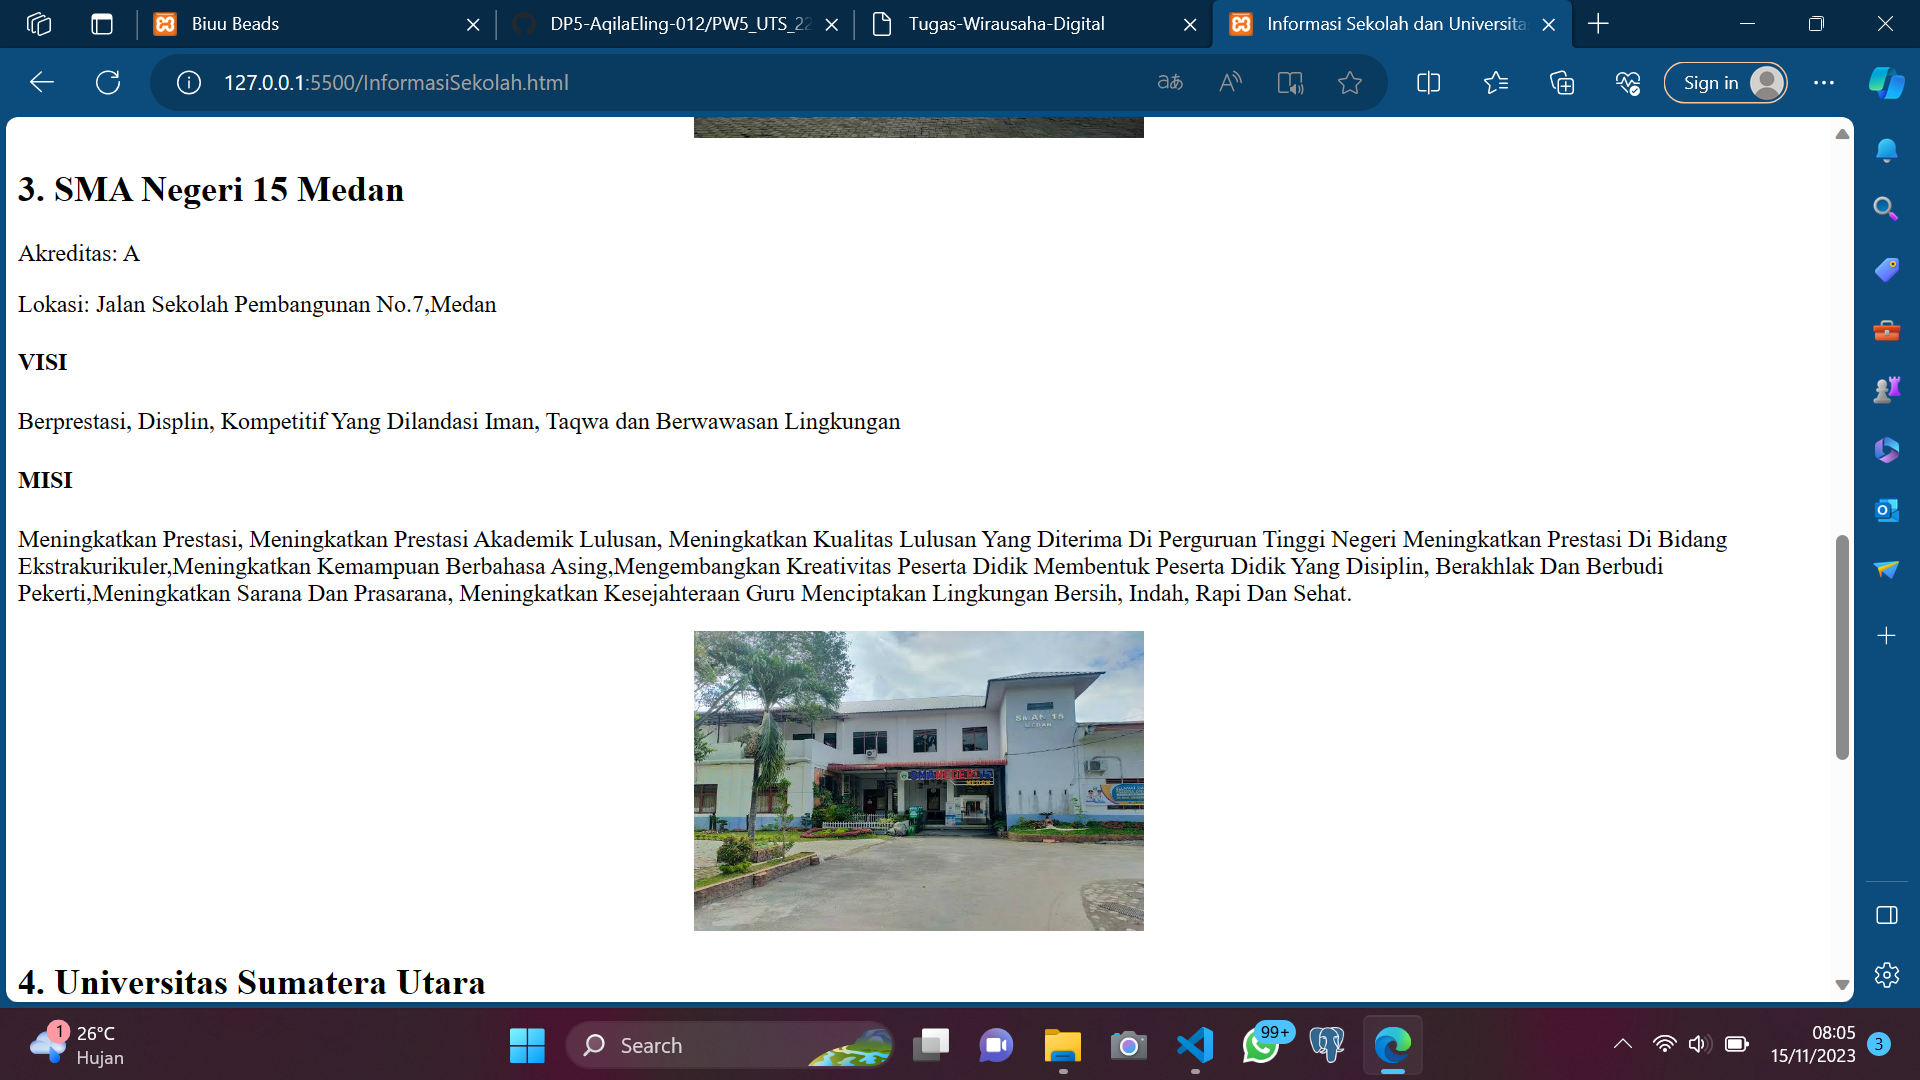 Biuu Beads
DP5-AqilaEling-012/PW5_UTS_22
Tugas-Wirausaha-Digital
Informasi Sekolah dan Universita
127.0.0.1:5500/InformasiSekolah.html
Sign in
3. SMA Negeri 15 Medan
Akreditas: A
Lokasi: Jalan Sekolah Pembangunan No.7,Medan
VISI
Berprestasi, Displin, Kompetitif Yang Dilandasi Iman, Taqwa dan Berwawasan Lingkungan
MISI
Meningkatkan Prestasi, Meningkatkan Prestasi Akademik Lulusan, Meningkatkan Kualitas Lulusan Yang Diterima Di Perguruan Tinggi Negeri Meningkatkan Prestasi Di Bidang
Ekstrakurikuler,Meningkatkan Kemampuan Berbahasa Asing,Mengembangkan Kreativitas Peserta Didik Membentuk Peserta Didik Yang Disiplin, Berakhlak Dan Berbudi
Pekerti,Meningkatkan Sarana Dan Prasarana, Meningkatkan Kesejahteraan Guru Menciptakan Lingkungan Bersih, Indah, Rapi Dan Sehat.
SMAN 15
MEDAN
SMA NEGERI 15
MEDAN
4. Universitas Sumatera Utara
1
26°C
Hujan
Search
99+
08:05
15/11/2023
3